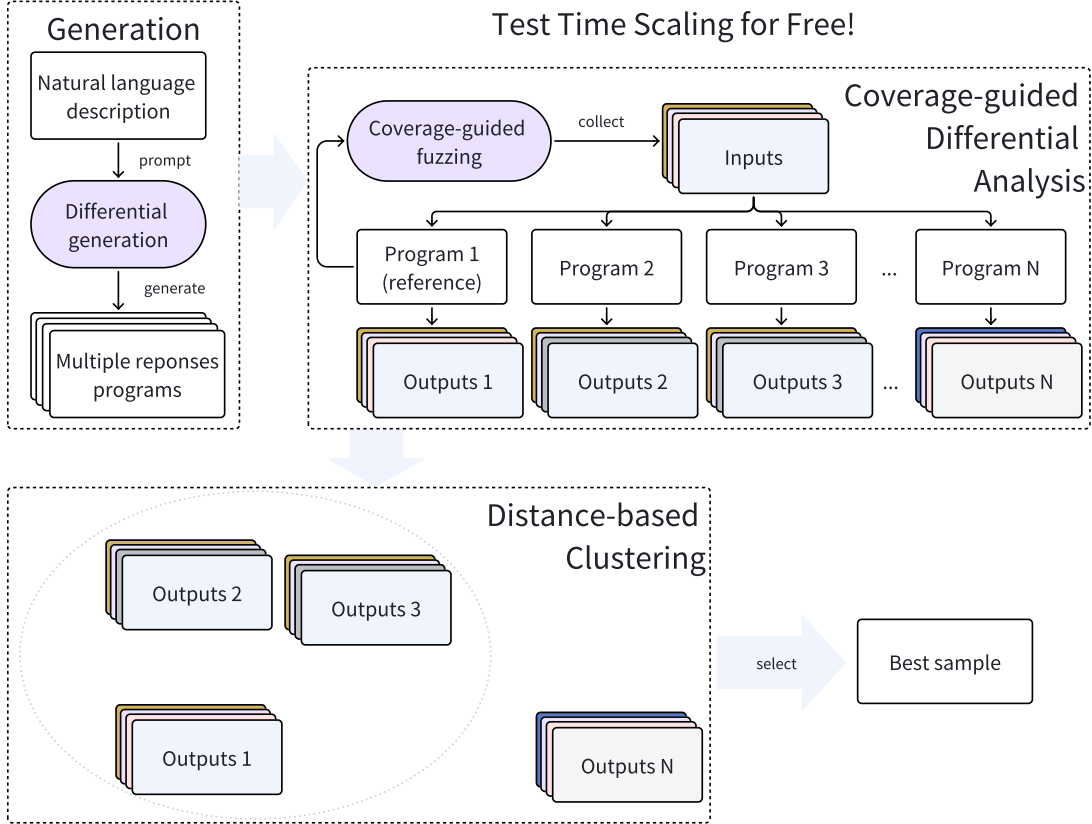 Generation
Natural language
description
prompt
Differential
generation
generate
Multiple reponses
programs
Test Time Scaling for Free!
Coverage-guided
Differential
Analysis
Coverage-guided
fuzzing
collect
Inputs
Program 1
(reference)
Program 2
Program 3
...
Program N
Outputs 1
Outputs 2
Outputs 3
...
Outputs N
Distance-based
Clustering
Outputs 2
Outputs 3
Outputs 1
Outputs N
select
Best sample